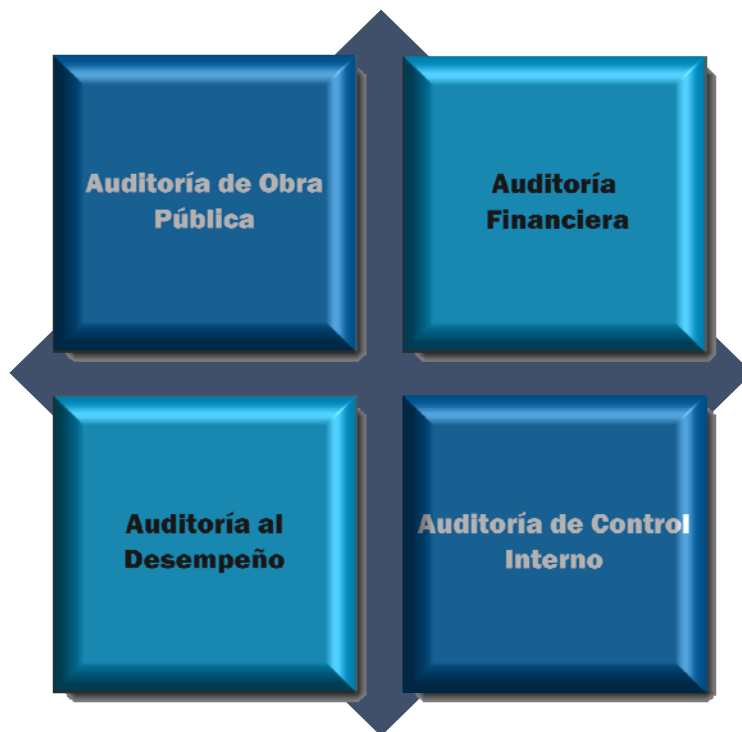 Auditoría de Obra
Pública
Auditoría
Financiera
Auditoría al
Desempeño
Auditoría de Control
Interno